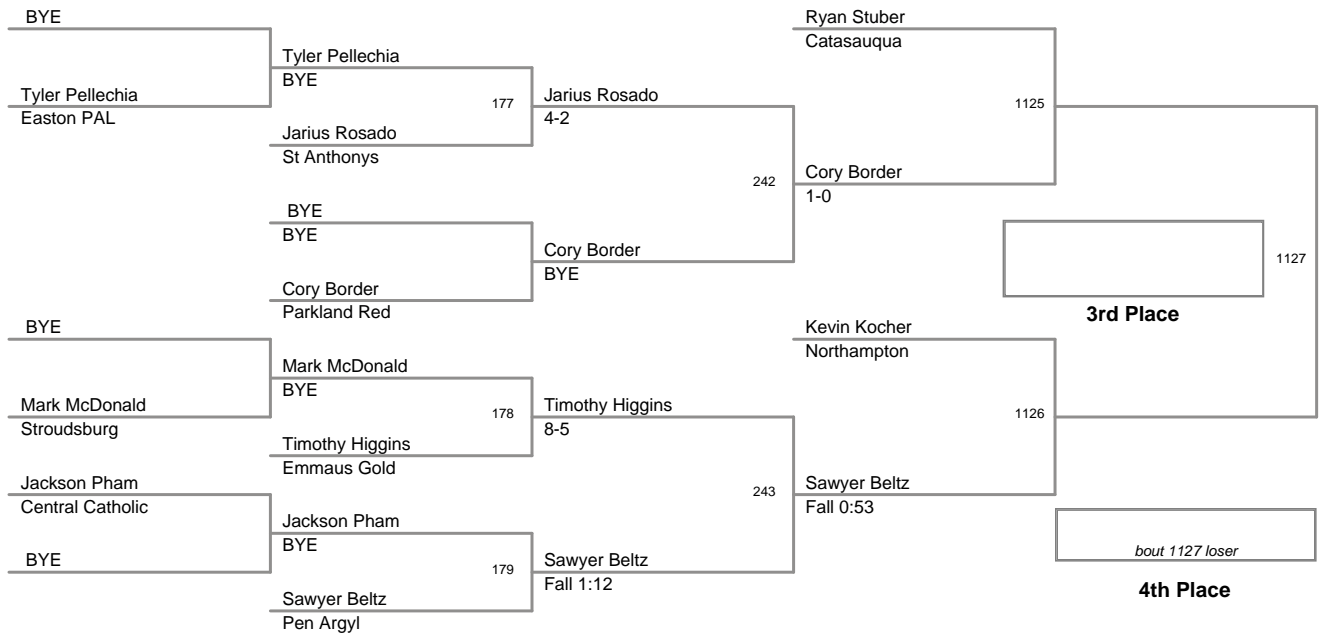 BYE
Tyler Pellechia
Easton PAL
BYE
Mark McDonald
Stroudsburg
Jackson Pham
Central Catholic
BYE
Tyler Pellechia
BYE
177
Jarius Rosado
St Anthonys
BYE
BYE
Cory Border
Parkland Red
Mark McDonald
BYE
178
Timothy Higgins
Emmaus Gold
Jackson Pham
BYE
179
Sawyer Beltz
Pen Argyl
Jarius Rosado
4-2
242
Cory Border
BYE
Timothy Higgins
8-5
243
Sawyer Beltz
Fall 1:12
Ryan Stuber
Catasauqua
1125
Cory Border
1-0
Kevin Kocher
Northampton
1126
Sawyer Beltz
Fall 0:53
1127
3rd Place
bout 1127 loser
4th Place